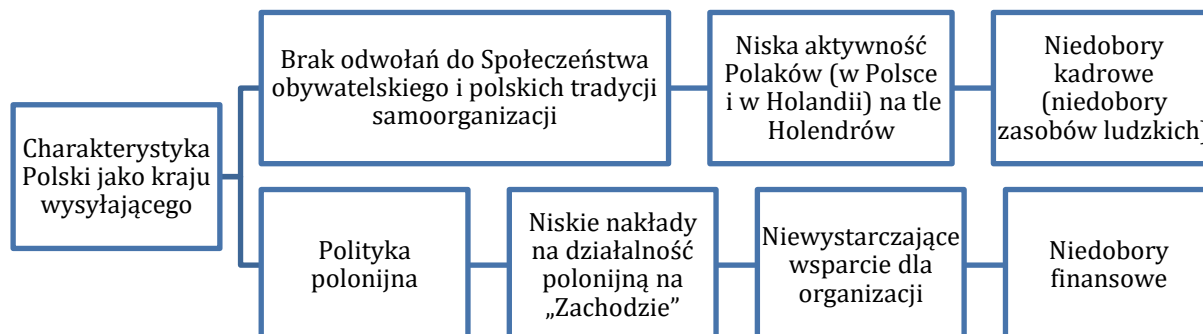 Charakterystyka
Polski jako kraju
wysyłającego
Brak odwołań do Społeczeństwa
obywatelskiego i polskich tradycji
samoorganizacji
Niska aktywność
Polaków (w Polsce
i w Holandii) na tle
Holendrów
Niedobory
kadrowe
(niedobory
zasobów ludzkich)
Polityka
polonijna
Niskie nakłady
na działalność
polonijną na
„Zachodzie”
Niewystarczające
wsparcie dla
organizacji
Niedobory
finansowe